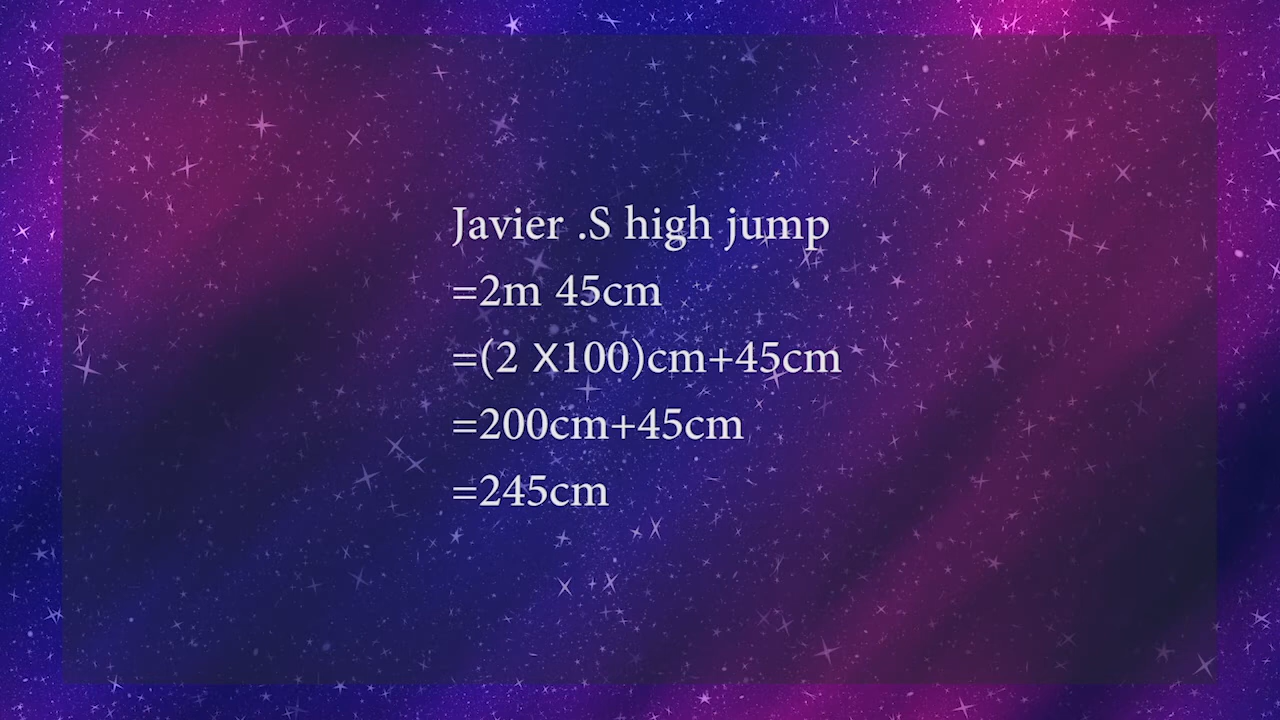 Javier .S high jump
=2m 45cm
=(2 X100)cm+45cm
=200cm+45cm
=245cm